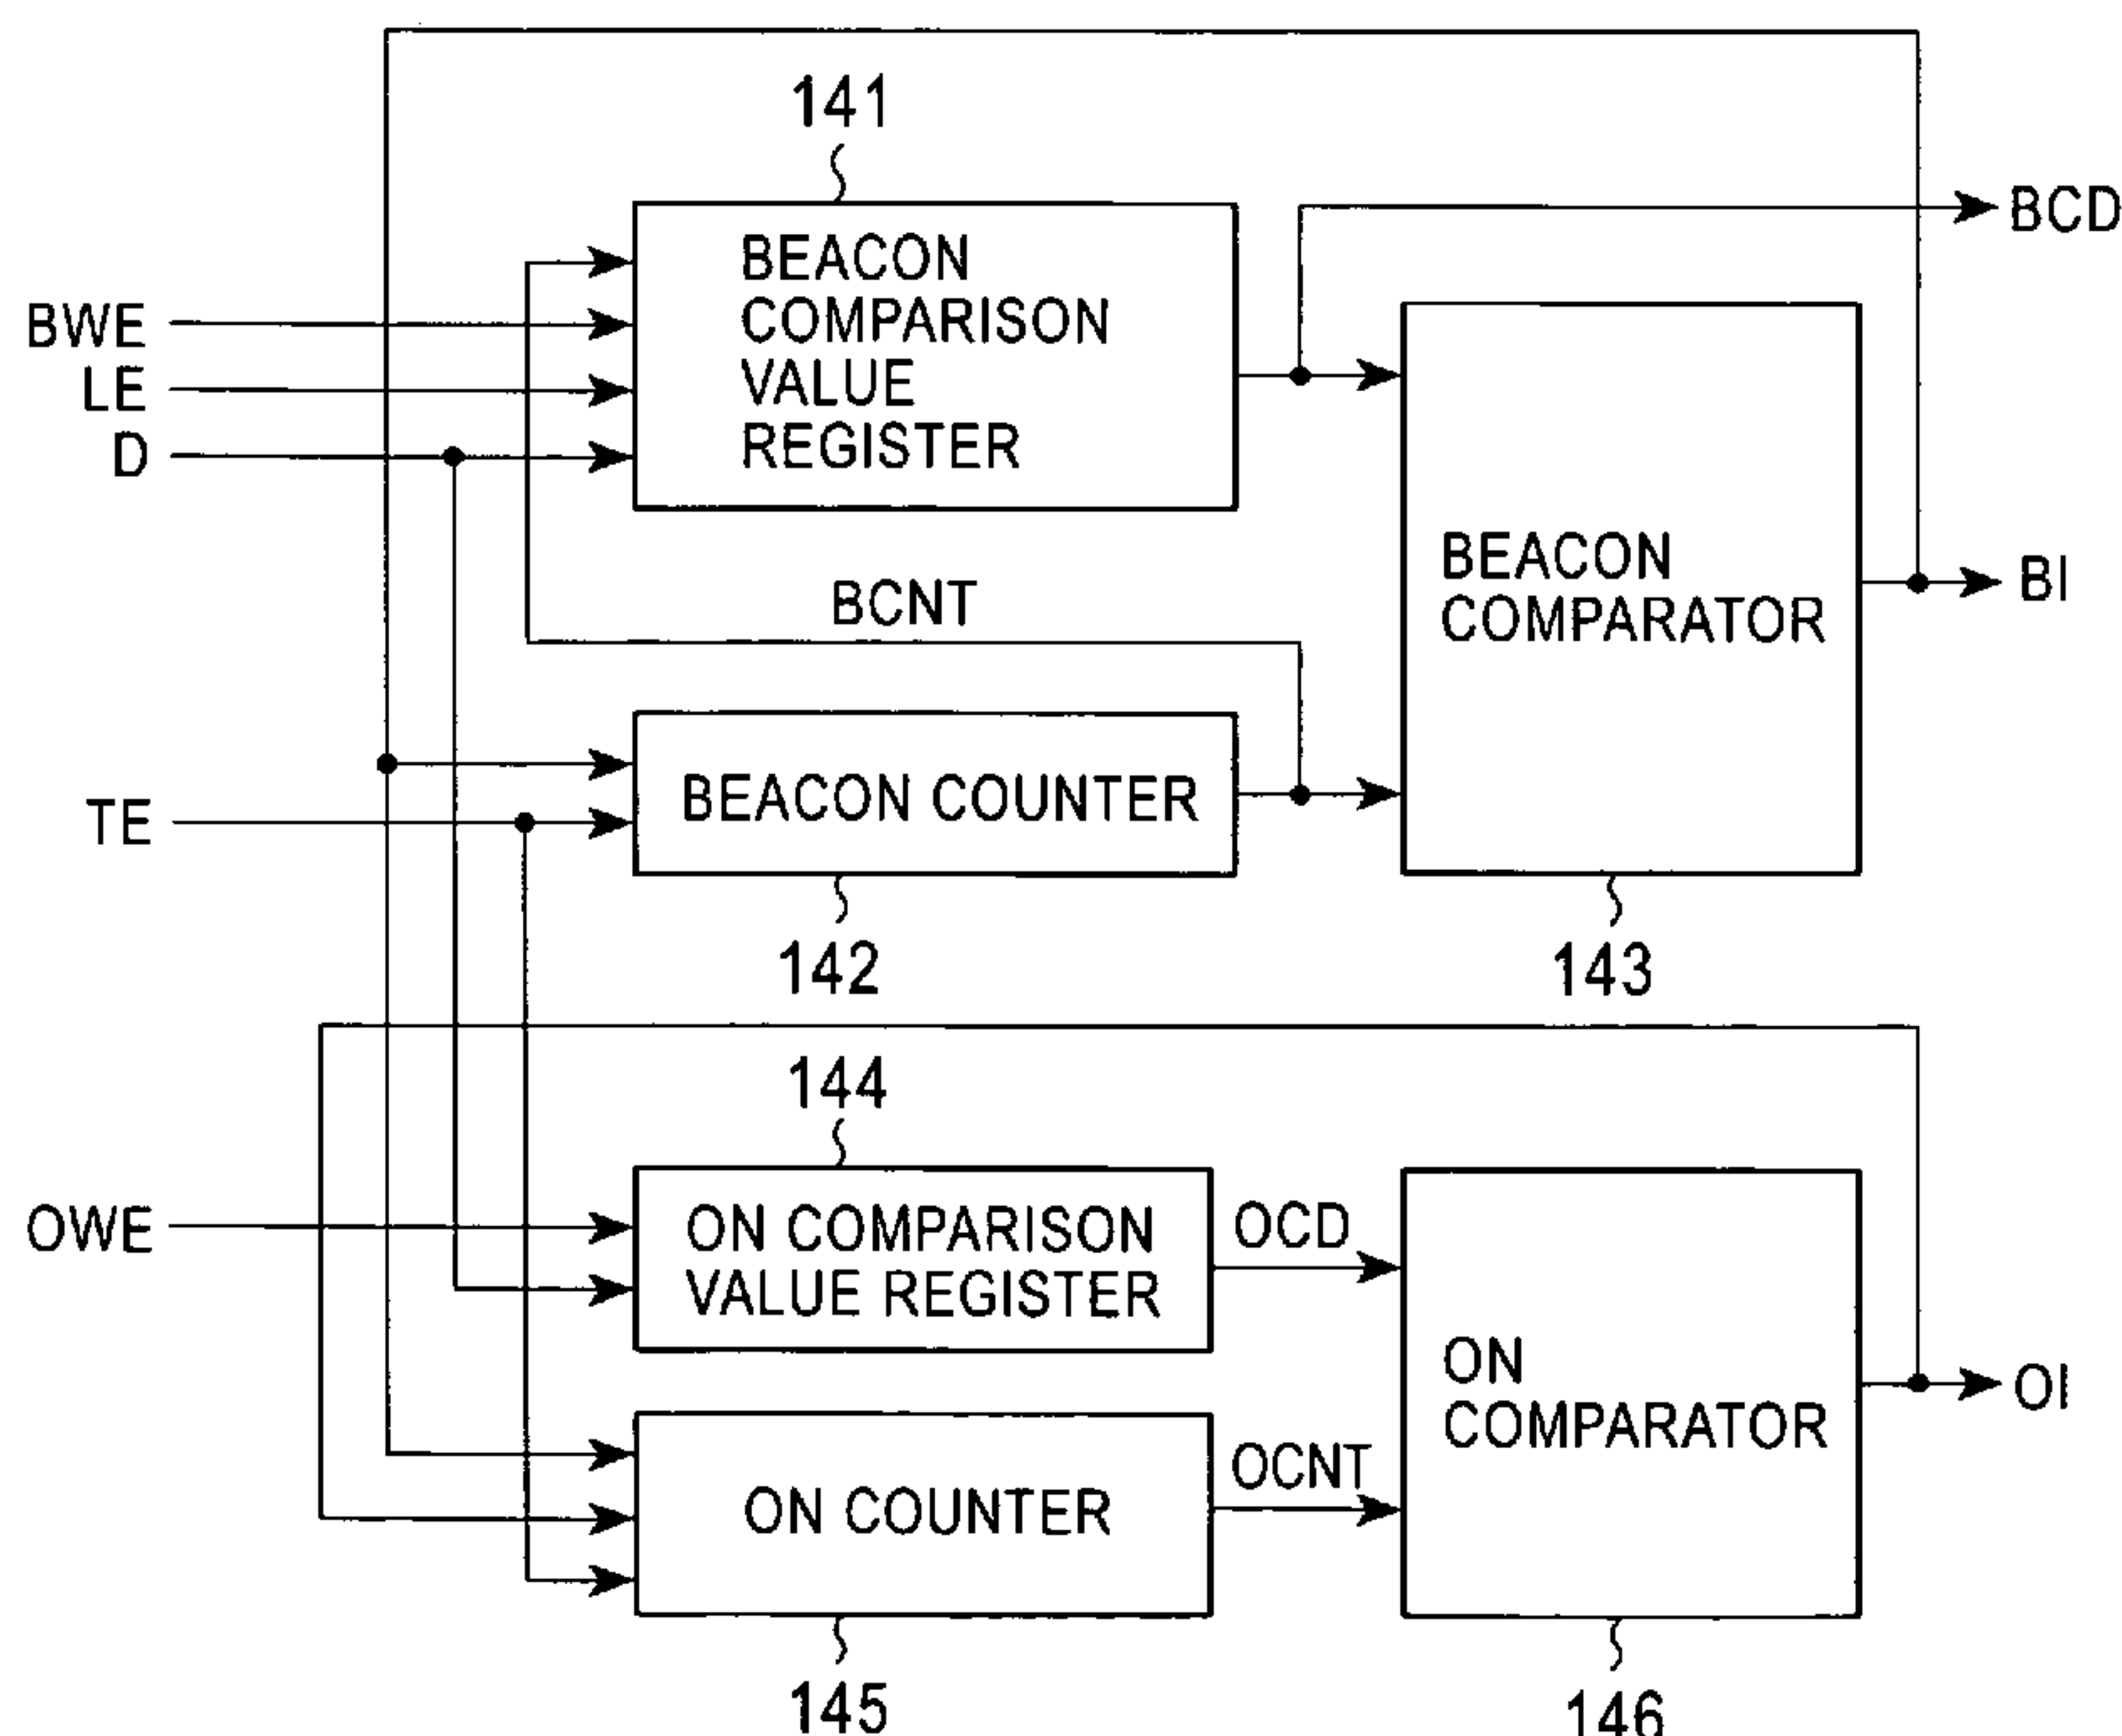 141
BCD
BEACON
COMPARISON
VALUE
REGISTER
BWE
LE
D
BEACON
COMPARATOR
BI
BCNT
BEACON COUNTER
TE
142
143
144
OWE
ON COMPARISON
VALUE REGISTER
OCD
ON
COMPARATOR
OI
OCNT
ON COUNTER
145
146